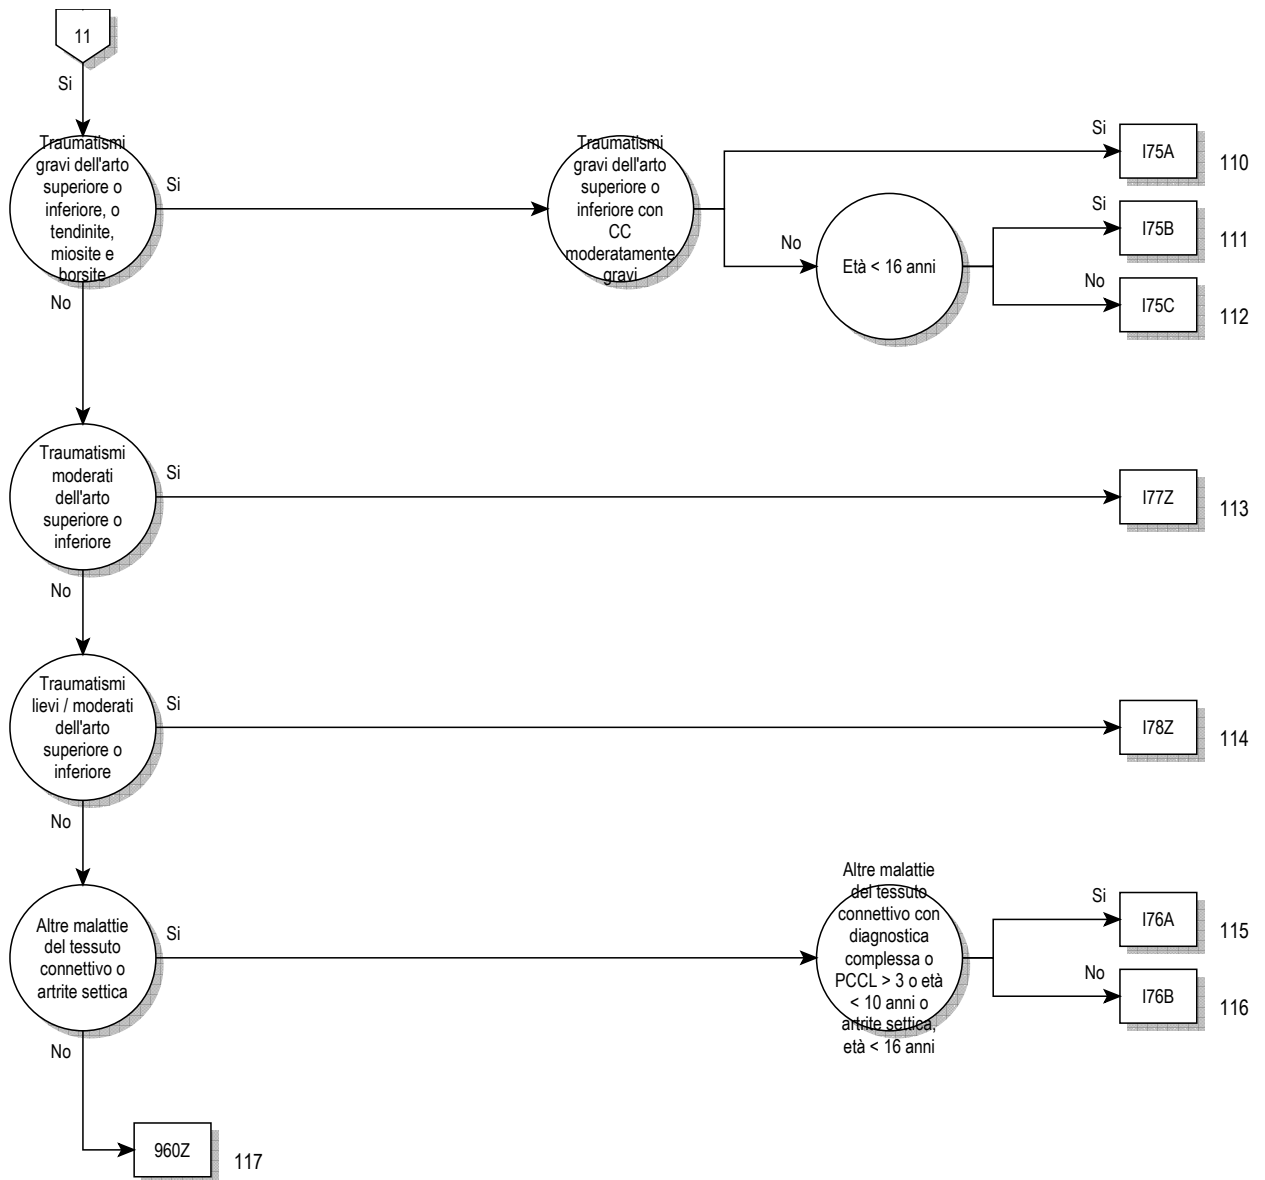 11
Si
Traumatismi
gravi dell'arto
superiore o
inferiore, o
tendinite,
miosite e
borsite
Si
No
Traumatismi
gravi dell'arto
superiore o
inferiore con
CC
moderatamente
gravi
Si
I75A
110
No
Età < 16 anni
Si
I75B
111
No
I75C
112
Traumatismi
moderati
dell'arto
superiore o
inferiore
Si
I77Z
113
No
Traumatismi
lievi / moderati
dell'arto
superiore o
inferiore
Si
I78Z
114
No
Altre malattie
del tessuto
connettivo o
artrite settica
Si
Altre malattie
del tessuto
connettivo con
diagnostica
complessa o
PCCL > 3 o età
< 10 anni o
artrite settica,
età < 16 anni
Si
I76A
115
No
I76B
116
No
960Z
117